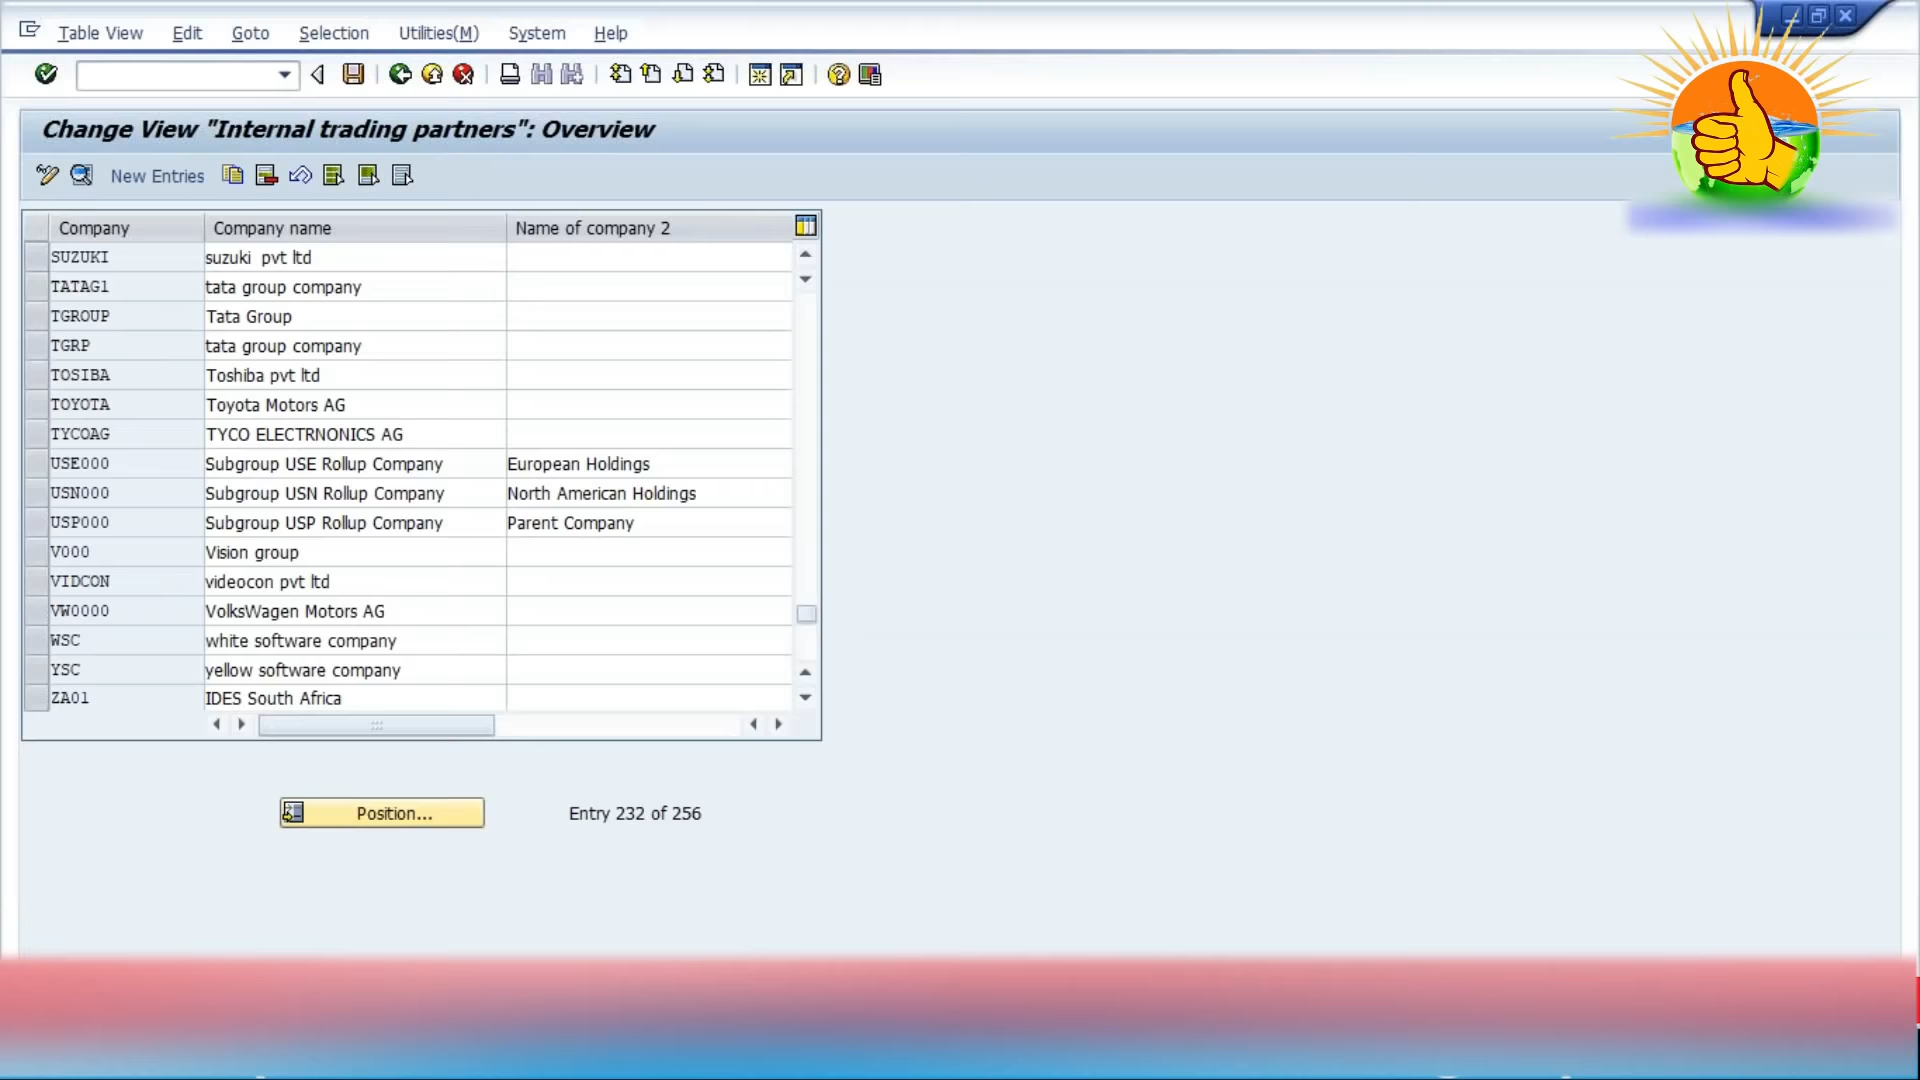 Table View Edit Goto Selection Utilities(M) System Help
Change View "Internal trading partners": Overview
New Entries
Company Company name Name of company 2
SUZUKI suzuki pvt ltd
TATAG1 tata group company
TGROUP Tata Group
TGRP tata group company
TOSIBA Toshiba pvt ltd
TOYOTA Toyota Motors AG
TYCOAG TYCO ELECTRNONICS AG
USE000 Subgroup USE Rollup Company European Holdings
USN000 Subgroup USN Rollup Company North American Holdings
USP000 Subgroup USP Rollup Company Parent Company
V000 Vision group
VIDCON videocon pvt ltd
VW0000 VolksWagen Motors AG
WSC white software company
YSC yellow software company
ZA01 IDES South Africa
Position... Entry 232 of 256